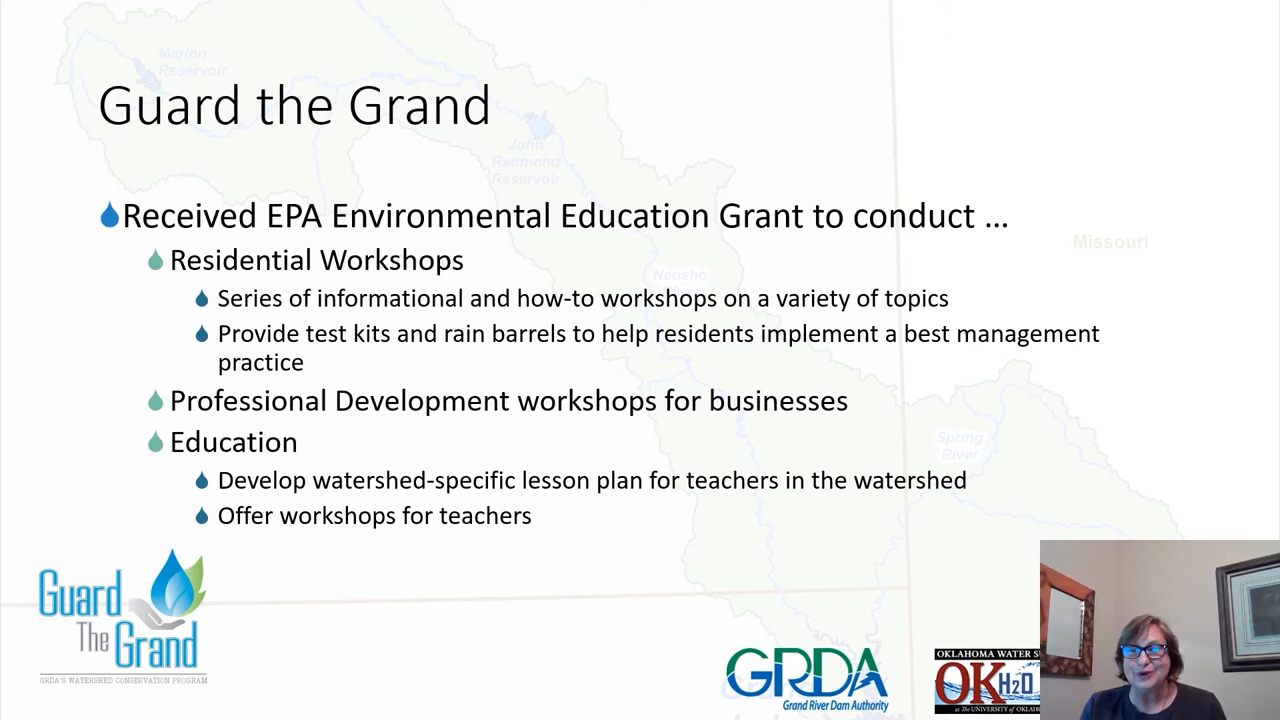 Marion
Reservoir
Guard the Grand
John
Redmond
Reservoir
Received EPA Environmental Education Grant to conduct ...
Missouri
Residential Workshops
Neosho
Series of informational and how-to workshops on a variety of topics
Provide test kits and rain barrels to help residents implement a best management
practice
Professional Development workshops for businesses
Education
Spring
River
Develop watershed-specific lesson plan for teachers in the watershed
Offer workshops for teachers
Guard
The Grand
GRDA'S WATERSHED CONSERVATION PROGRAM
GRDA
Grand River Dam Authority
OKLAHOMA WATER
OK H2O
at The UNIVERSITY of